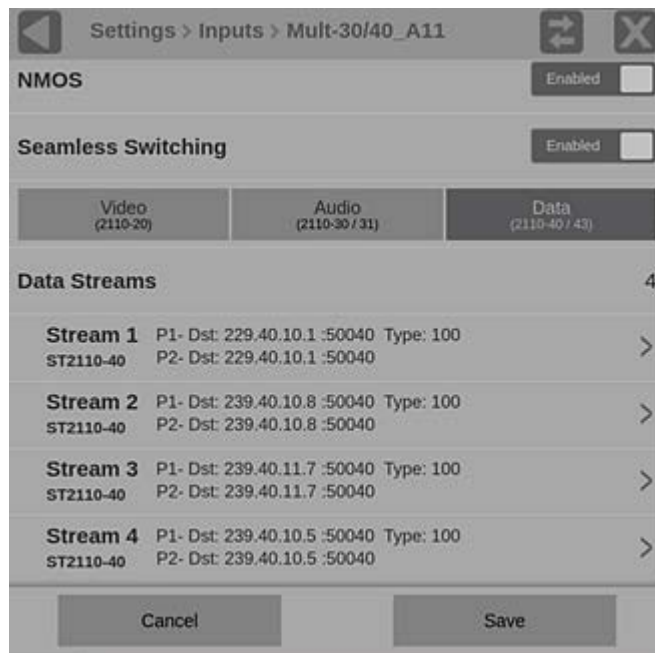 Settings > Inputs > Mult-30/40_A11
NMOS
Enabled
Seamless Switching
Enabled
Video
(2110-20)
Audio
(2110-30 / 31)
Data
(2110-40 / 43)
Data Streams
4
Stream 1 P1- Dst: 229.40.10.1 :50040 Type: 100
ST2110-40 P2- Dst: 229.40.10.1 :50040
Stream 2 P1- Dst: 239.40.10.8 :50040 Type: 100
ST2110-40 P2- Dst: 239.40.10.8 :50040
Stream 3 P1- Dst: 239.40.11.7 :50040 Type: 100
ST2110-40 P2- Dst: 239.40.11.7 :50040
Stream 4 P1- Dst: 239.40.10.5 :50040 Type: 100
ST2110-40 P2- Dst: 239.40.10.5 :50040
Cancel
Save